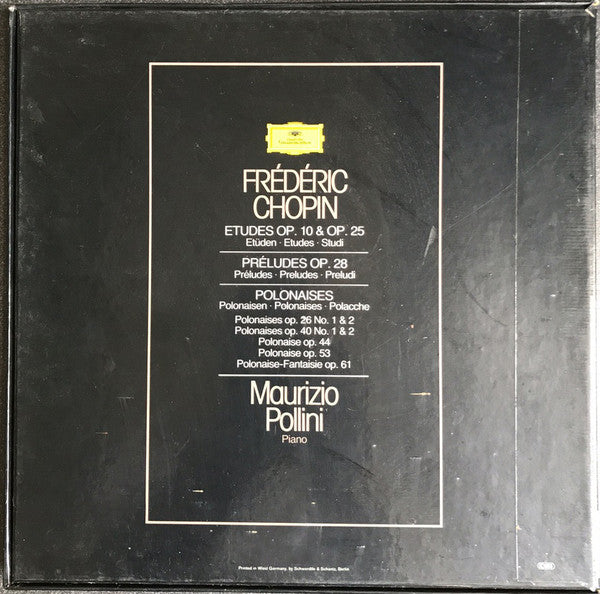 FRÉDÉRIC
CHOPIN
ETUDES OP. 10 & OP. 25
Etüden · Etudes · Studi
PRÉLUDES OP. 28
Préludes · Preludes · Preludi
POLONAISES
Polonaisen · Polonaises · Polacche
Polonaises op. 26 No. 1 & 2
Polonaises op. 40 No. 1 & 2
Polonaise op. 44
Polonaise op. 53
Polonaise-Fantaisie op. 61
Maurizio
Pollini
Piano
Printed in West Germany, by Schwerdtle & Schantz, Berlin